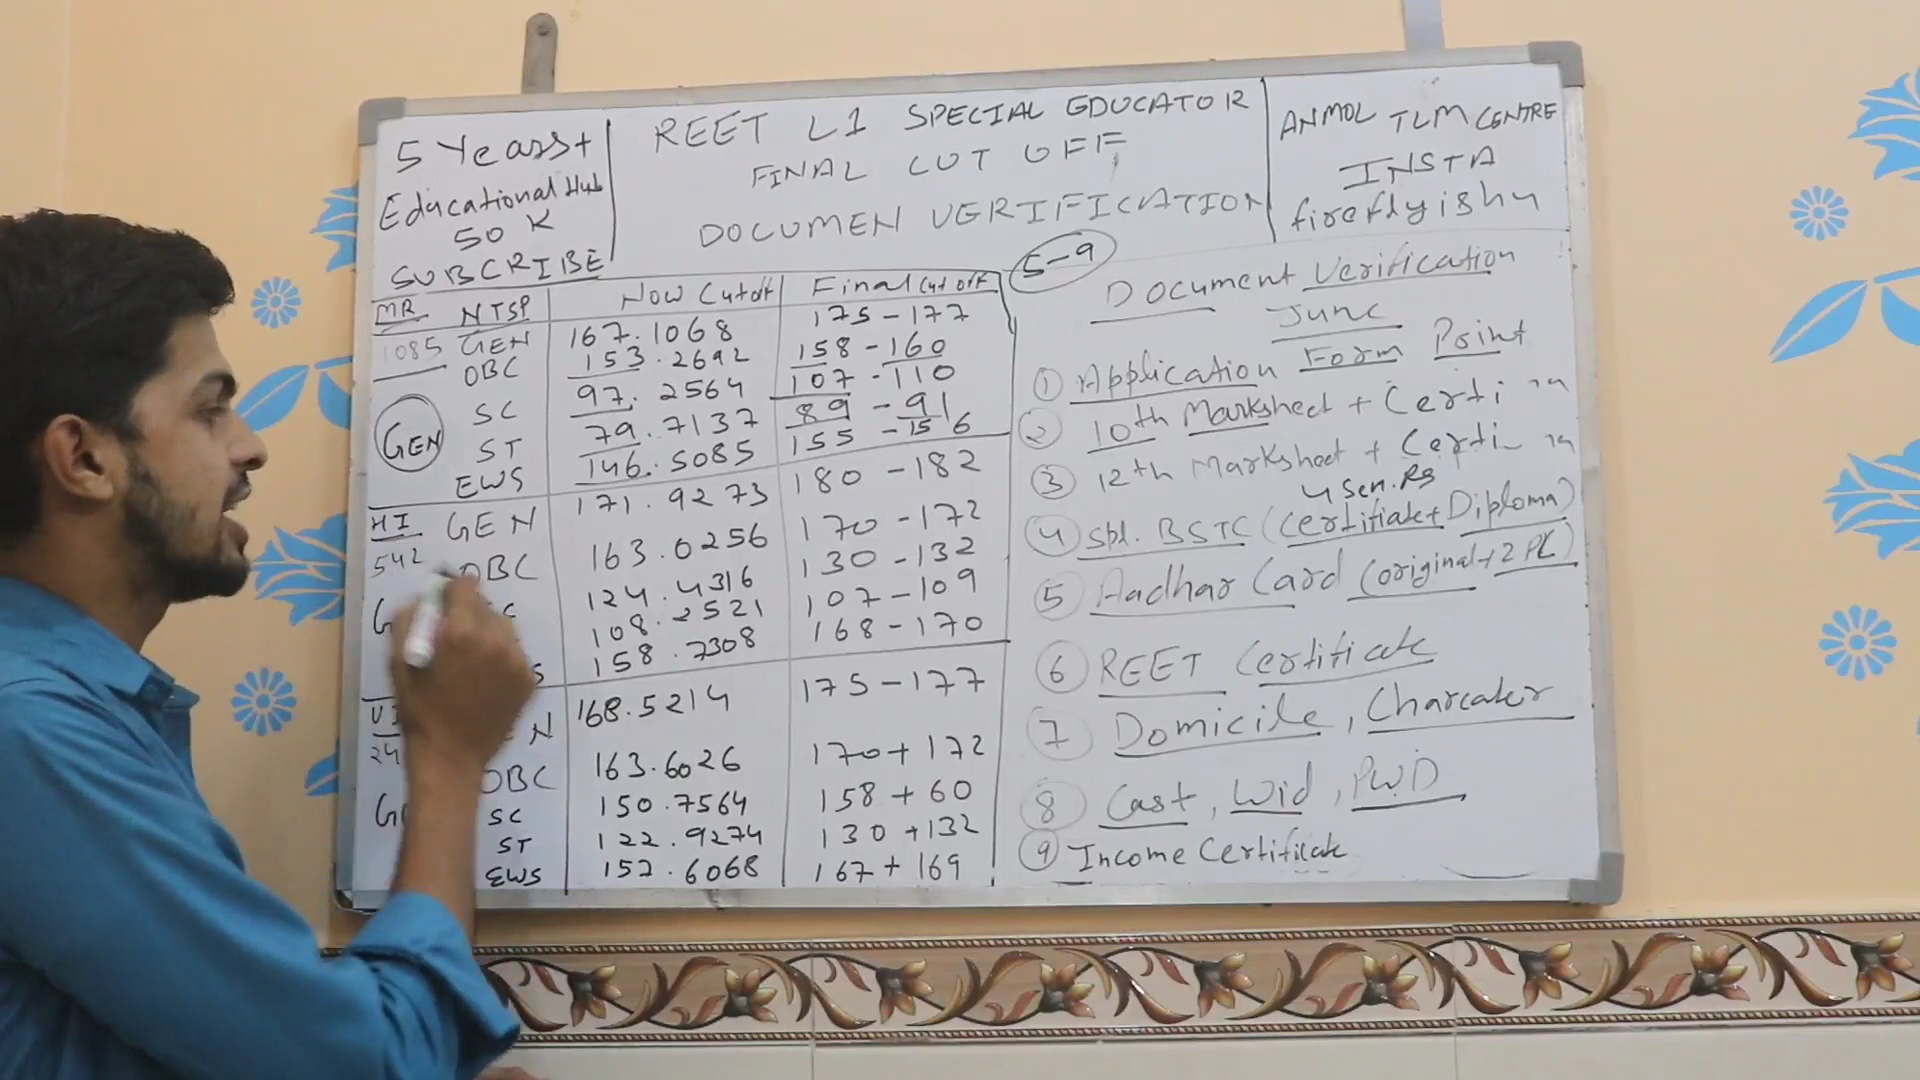 5 Years+
Educational Hub
50 K
SUBCRIBE
REET L1 SPECIAL EDUCATOR
FINAL CUT OFF
DOCUMEN VERIFICATION
ANMOL TLM CENTRE
INSTA
fireflyishu
MR NTSP Now Cutoff Final cut off
1085 GEN 167.1068 175-177
OBC 153.2692 158-160
GEN SC 97.2564 107-110
ST 79.7137 89-91
EWS 146.5085 155-156
HI GEN 171.9273 180-182
542 OBC 163.0256 170-172
124.4316 130-132
108.2521 107-109
158.7308 168-170
168.5214 175-177
OBC 163.6026 170+172
SC 150.7564 158+60
ST 122.9274 130+132
EWS 152.6068 167+169
5-9
Document Verification
June
1 Application Form Print
2 10th Marksheet + Certi
3 12th Marksheet + Certi
4 Spl. BSTC (Certifiate+Diploma)
5 Aadhar Card (original+2 PC)
6 REET Certificate
7 Domicile, Charcater
8 Cast, Wid, PWD
9 Income Certificate